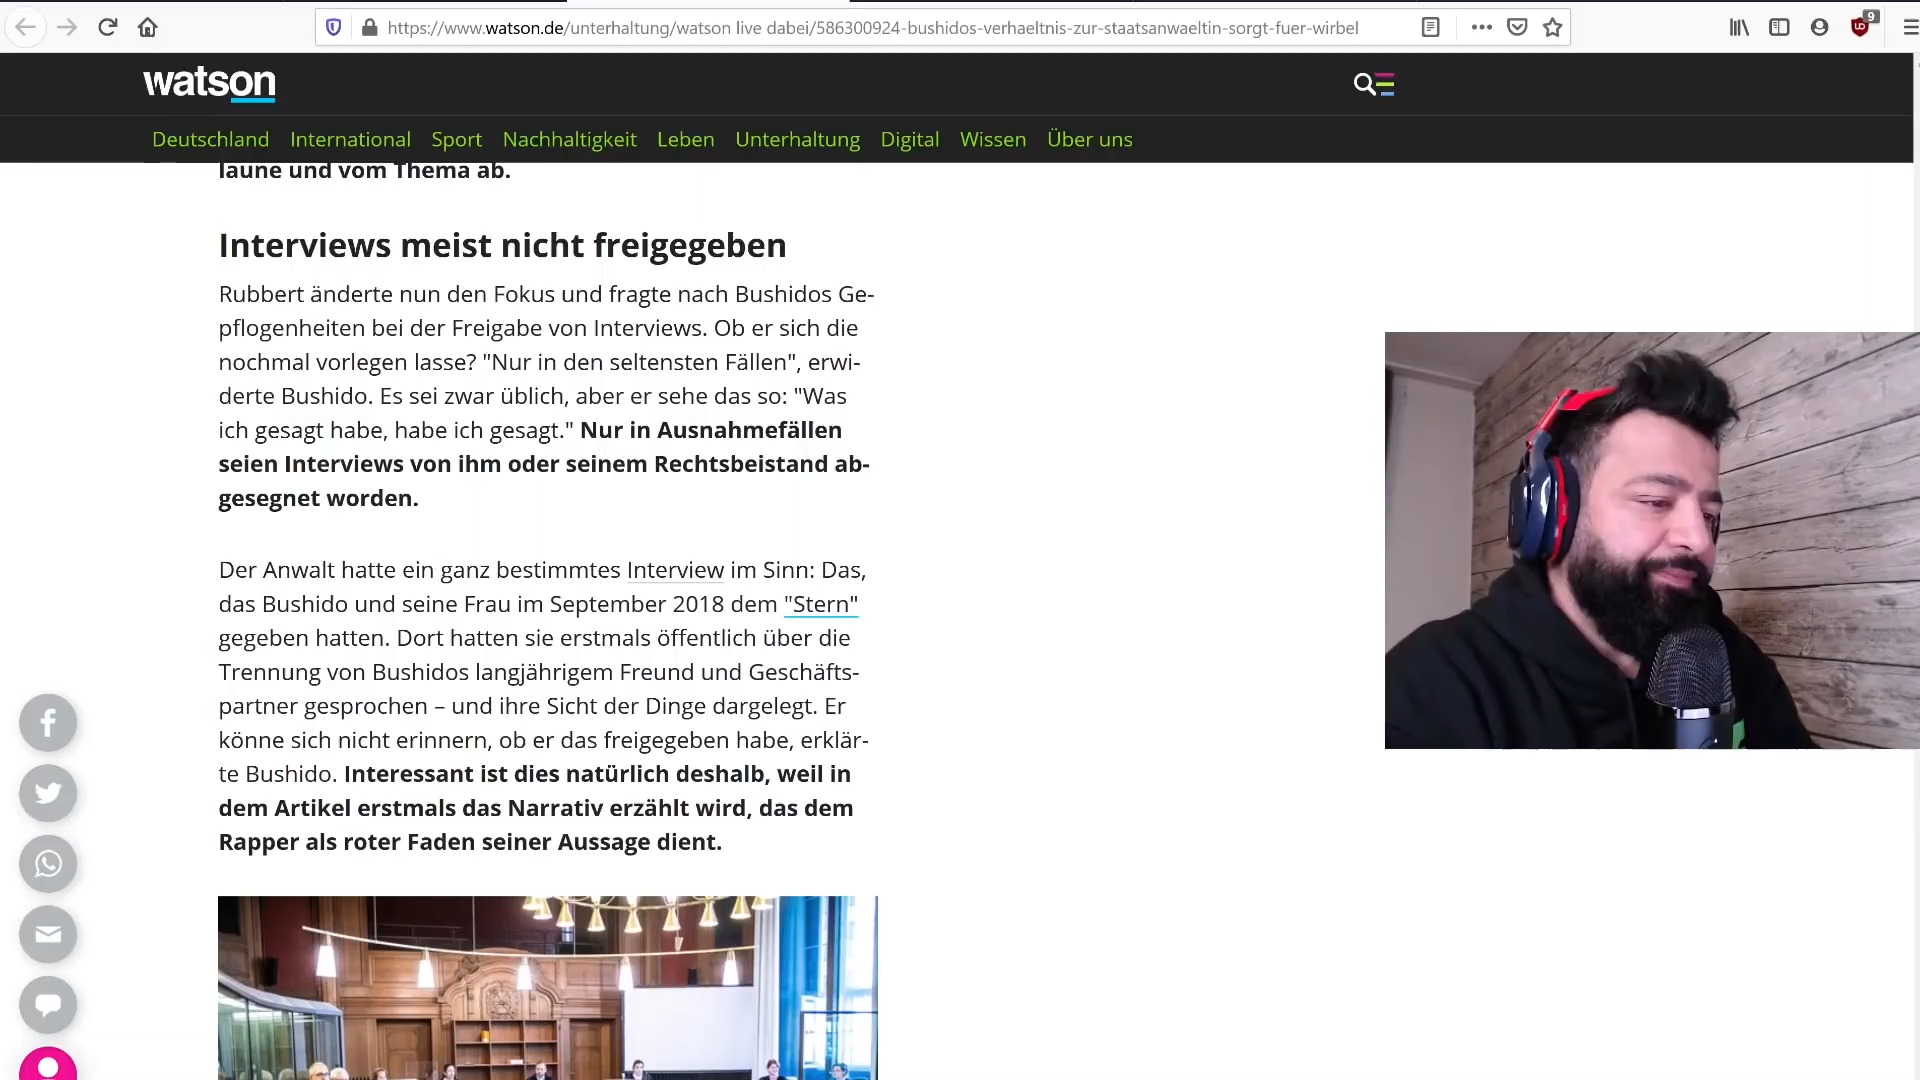 https://www.watson.de/unterhaltung/watson live dabei/586300924-bushidos-verhaeltnis-zur-staatsanwaeltin-sorgt-fuer-wirbel
9
watson
Deutschland International Sport Nachhaltigkeit Leben Unterhaltung Digital Wissen Über uns
laune und vom Thema ab.
Interviews meist nicht freigegeben
Rubbert änderte nun den Fokus und fragte nach Bushidos Ge-
pflogenheiten bei der Freigabe von Interviews. Ob er sich die
nochmal vorlegen lasse? "Nur in den seltensten Fällen", erwi-
derte Bushido. Es sei zwar üblich, aber er sehe das so: "Was
ich gesagt habe, habe ich gesagt." Nur in Ausnahmefällen
seien Interviews von ihm oder seinem Rechtsbeistand ab-
gesegnet worden.
Der Anwalt hatte ein ganz bestimmtes Interview im Sinn: Das,
das Bushido und seine Frau im September 2018 dem "Stern"
gegeben hatten. Dort hatten sie erstmals öffentlich über die
Trennung von Bushidos langjährigem Freund und Geschäfts-
partner gesprochen – und ihre Sicht der Dinge dargelegt. Er
könne sich nicht erinnern, ob er das freigegeben habe, erklär-
te Bushido. Interessant ist dies natürlich deshalb, weil in
dem Artikel erstmals das Narrativ erzählt wird, das dem
Rapper als roter Faden seiner Aussage dient.